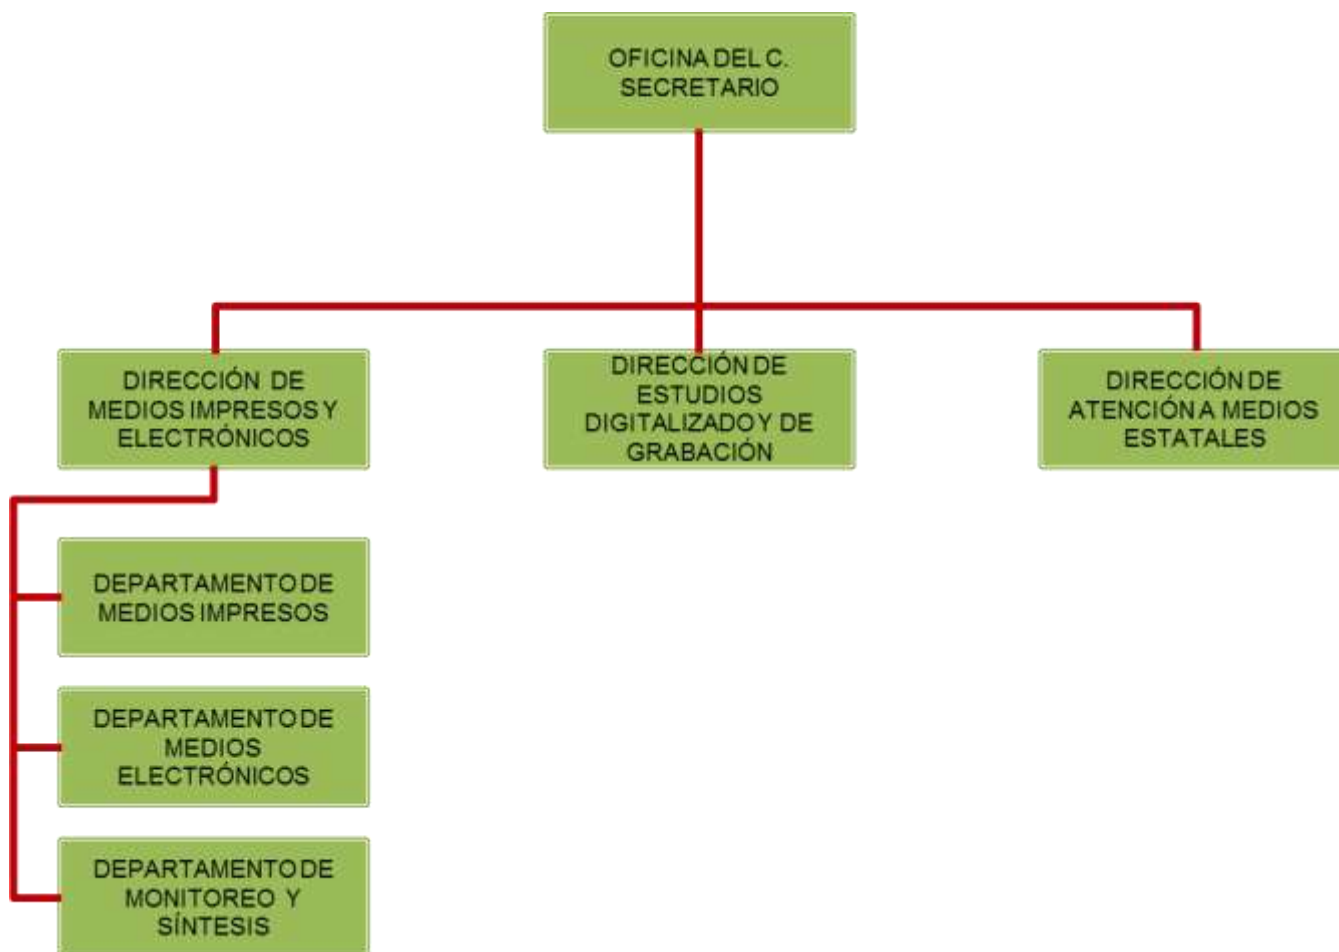 OFICINA DEL C.
SECRETARIO
DIRECCIÓN DE
MEDIOS IMPRESOS Y
ELECTRÓNICOS
DIRECCIÓN DE
ESTUDIOS
DIGITALIZADO Y DE
GRABACIÓN
DIRECCIÓN DE
ATENCIÓN A MEDIOS
ESTATALES
DEPARTAMENTO DE
MEDIOS IMPRESOS
DEPARTAMENTO DE
MEDIOS
ELECTRÓNICOS
DEPARTAMENTO DE
MONITOREO Y
SÍNTESIS